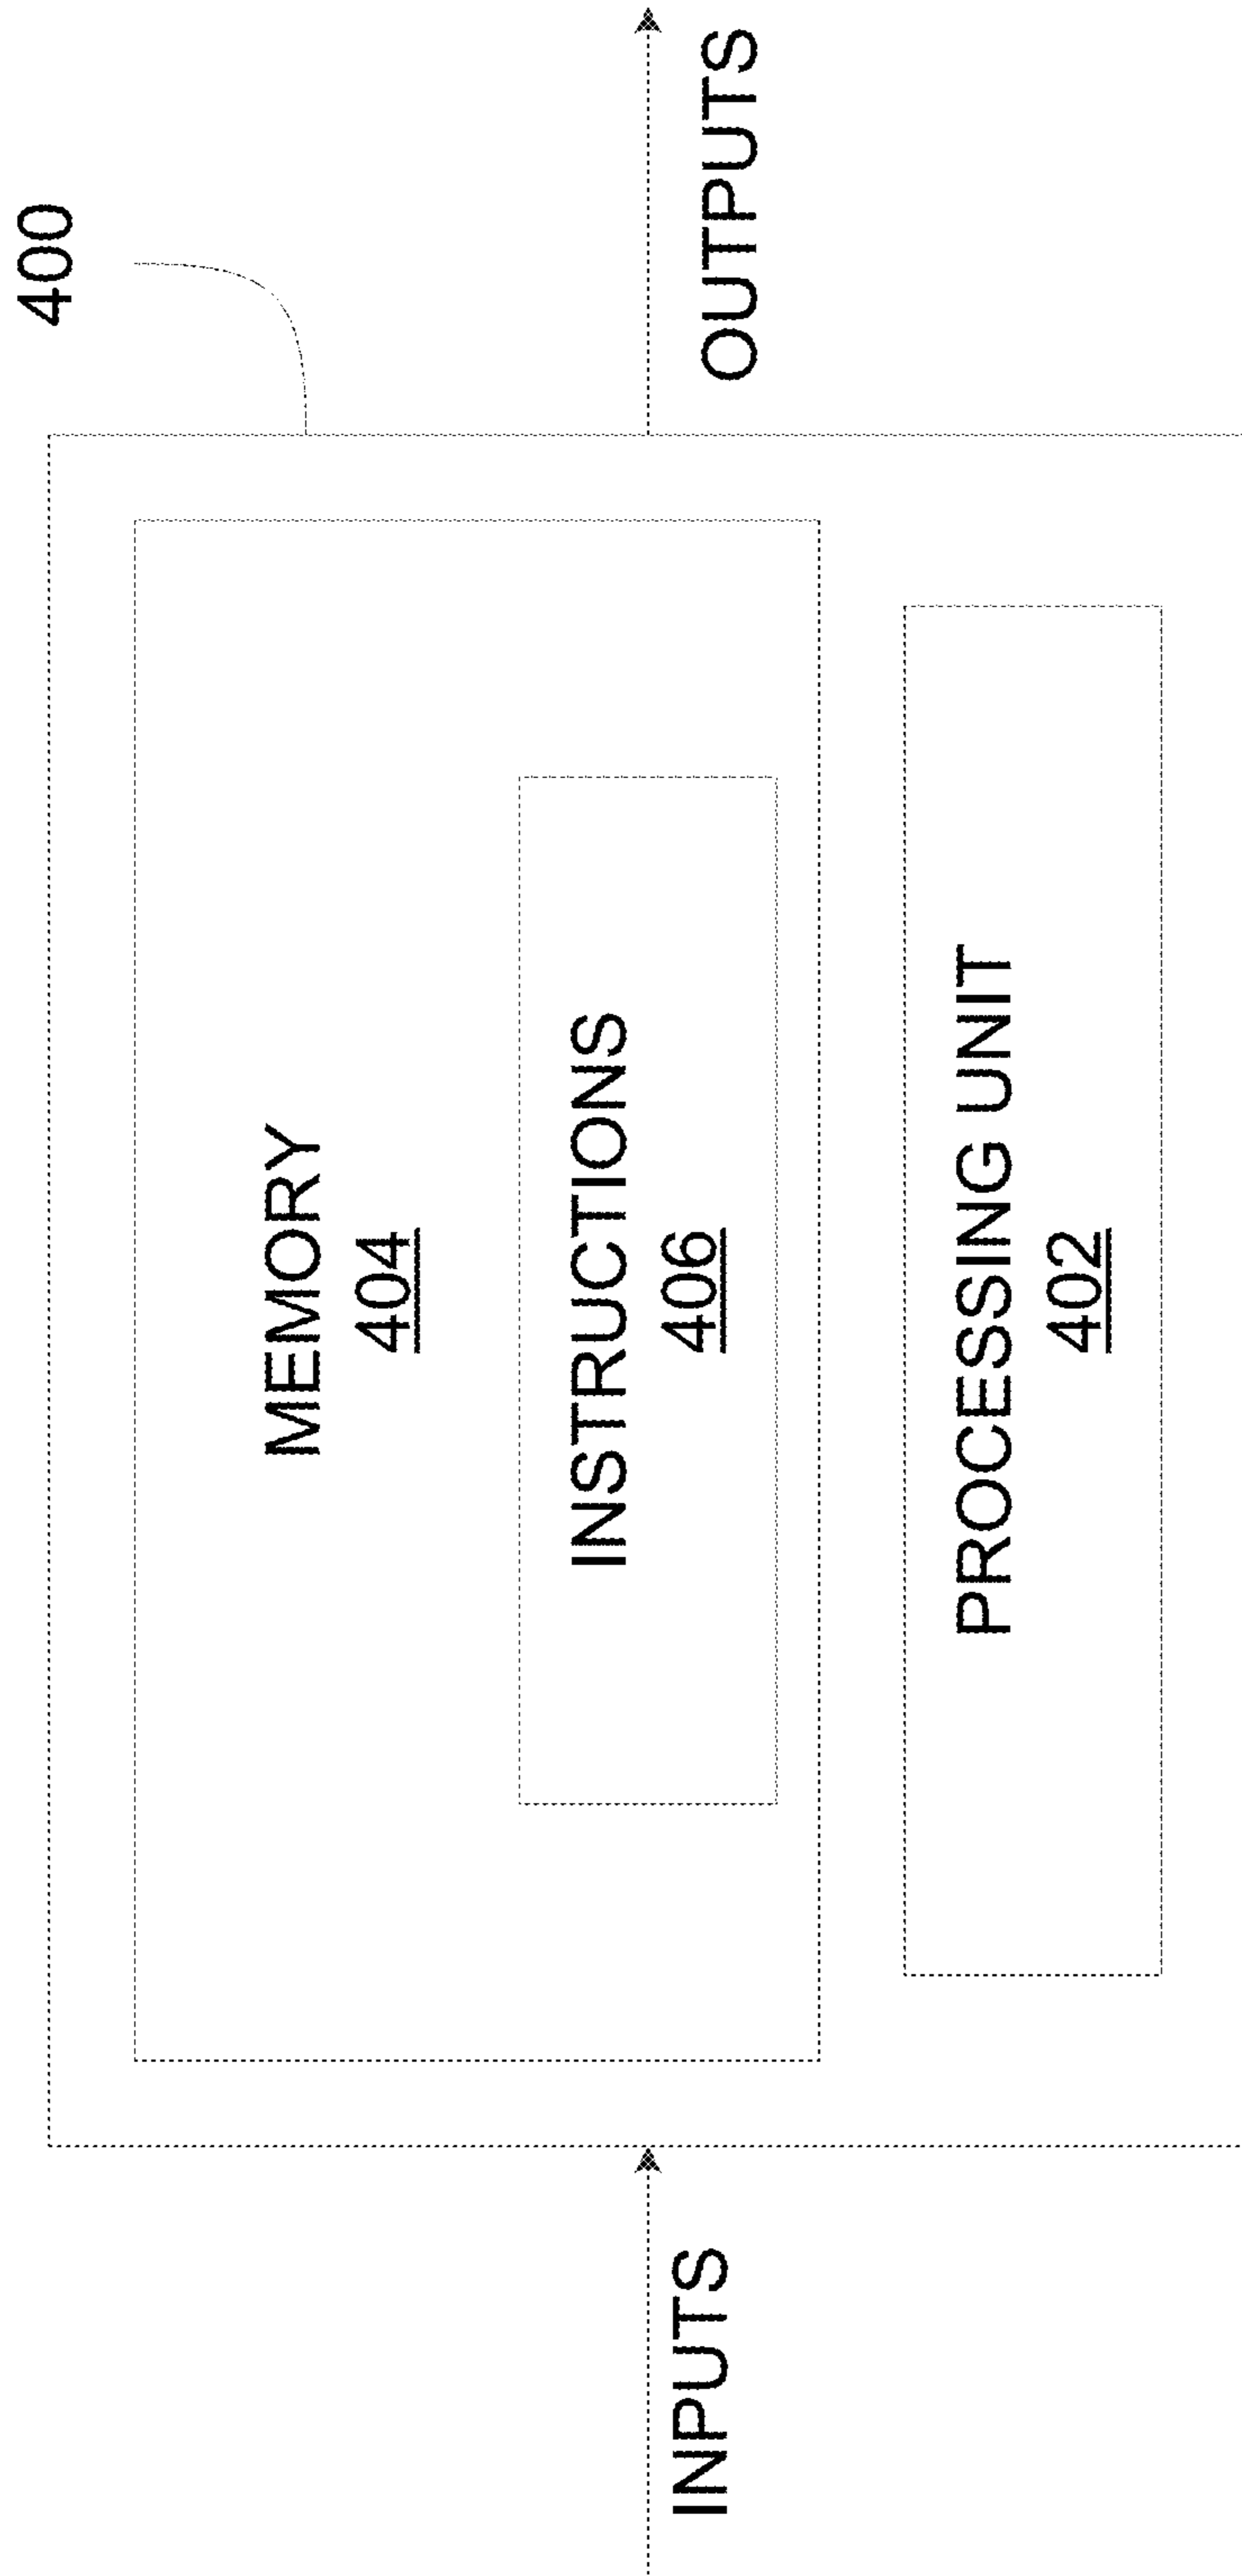 400
MEMORY
404
INSTRUCTIONS
406
INPUTS
OUTPUTS
PROCESSING UNIT
402